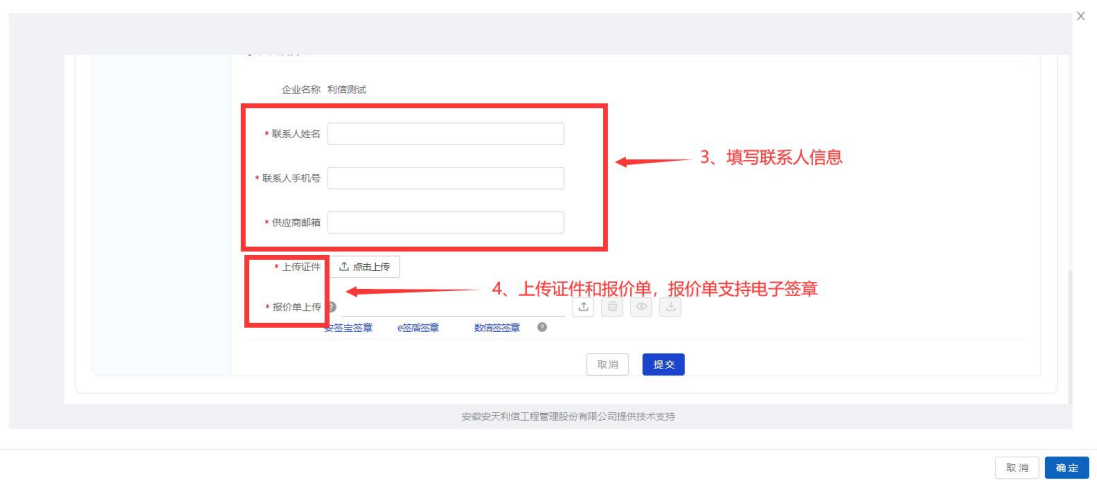 X
企业名称 利信测试
* 联系人姓名
3、填写联系人信息
* 联系人手机号
* 供应商邮箱
* 上传证件 点击上传
4、上传证件和报价单，报价单支持电子签章
* 报价单上传
安签宝签章 e签盾签章 数信签签章
取消 提交
安徽安天利信工程管理股份有限公司提供技术支持
取消 确定